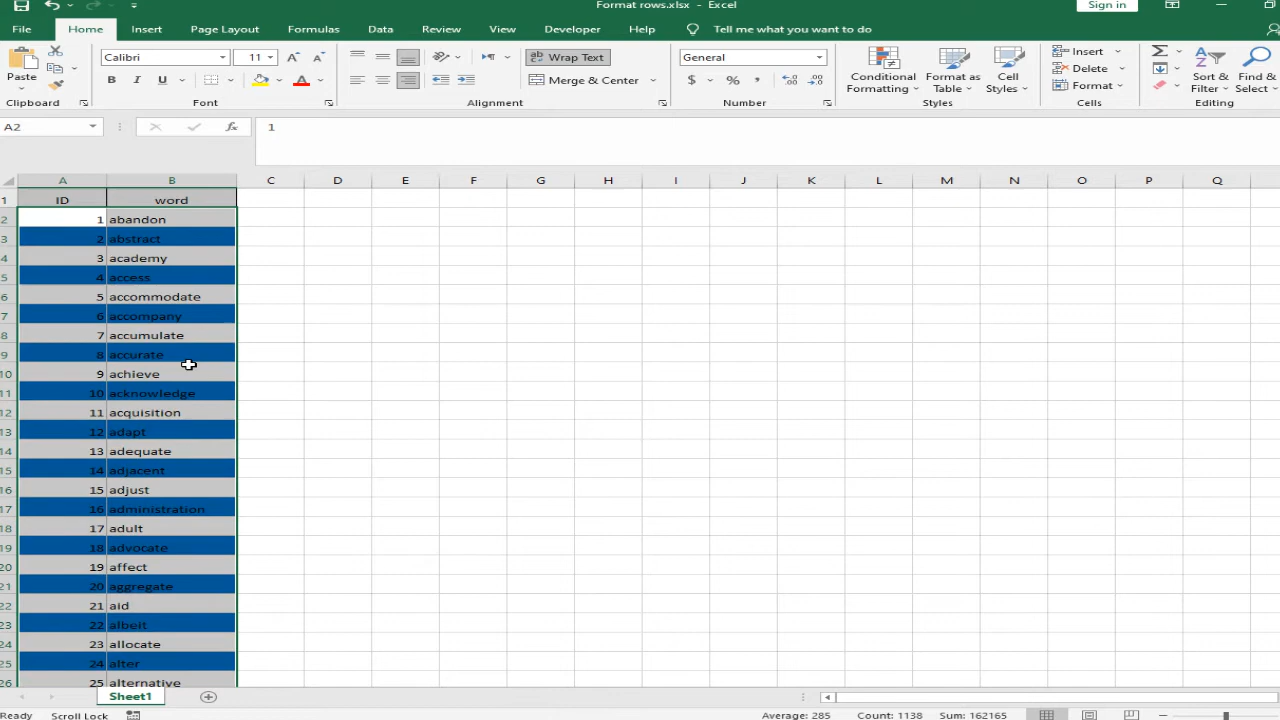 Format rows.xlsx - Excel
Sign in
File Home Insert Page Layout Formulas Data Review View Developer Help Tell me what you want to do
Paste
Calibri 11
B I U
Wrap Text
Merge & Center
General
$ % ,
Conditional Formatting
Format as Table
Cell Styles
Insert
Delete
Format
Sort & Filter
Find & Select
Clipboard Font Alignment Number Styles Cells Editing
A2 fx 1
A B C D E F G H I J K L M N O P Q
1 ID word
2 1 abandon
3 2 abstract
4 3 academy
5 4 access
6 5 accommodate
7 6 accompany
8 7 accumulate
9 8 accurate
10 9 achieve
11 10 acknowledge
12 11 acquisition
13 12 adapt
14 13 adequate
15 14 adjacent
16 15 adjust
17 16 administration
18 17 adult
19 18 advocate
20 19 affect
21 20 aggregate
22 21 aid
23 22 albeit
24 23 allocate
25 24 alter
26 25 alternative
Sheet1
Ready Scroll Lock Average: 285 Count: 1138 Sum: 162165